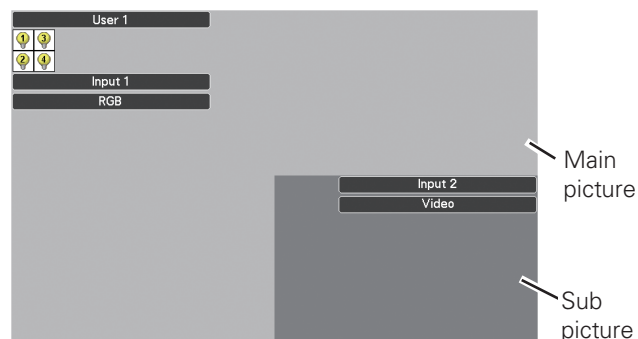 User 1
1 3
2 4
Input 1
RGB
Main
picture
Input 2
Video
Sub
picture